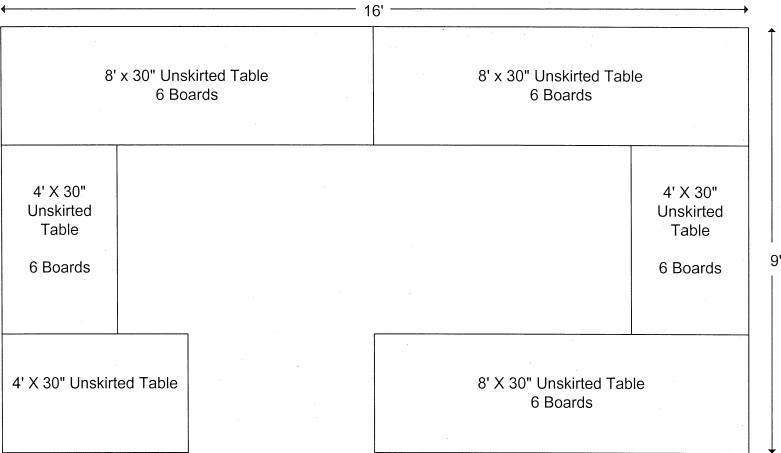 16'
8' x 30" Unskirted Table
6 Boards
8' x 30" Unskirted Table
6 Boards
4' X 30"
Unskirted
Table
6 Boards
4' X 30"
Unskirted
Table
6 Boards
9'
4' X 30" Unskirted Table
8' X 30" Unskirted Table
6 Boards